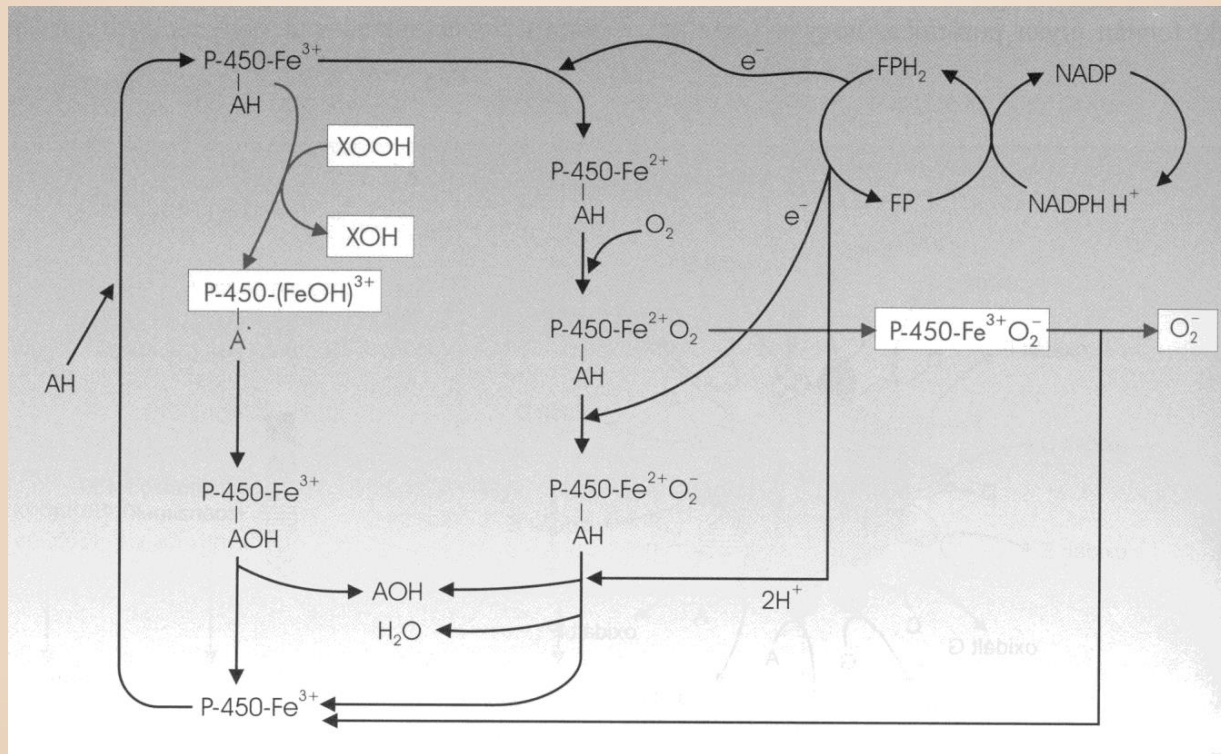 P-450-Fe³⁺
AH
e⁻
FPH₂
NADP
XOOH
XOH
P-450-Fe²⁺
AH
O₂
e⁻
FP
NADPH H⁺
P-450-(FeOH)³⁺
A˙
P-450-Fe²⁺O₂
AH
P-450-Fe³⁺O₂⁻
O₂⁻
AH
P-450-Fe³⁺
AOH
P-450-Fe²⁺O₂⁻
AH
AOH
2H⁺
H₂O
P-450-Fe³⁺
oxidált G
A
G